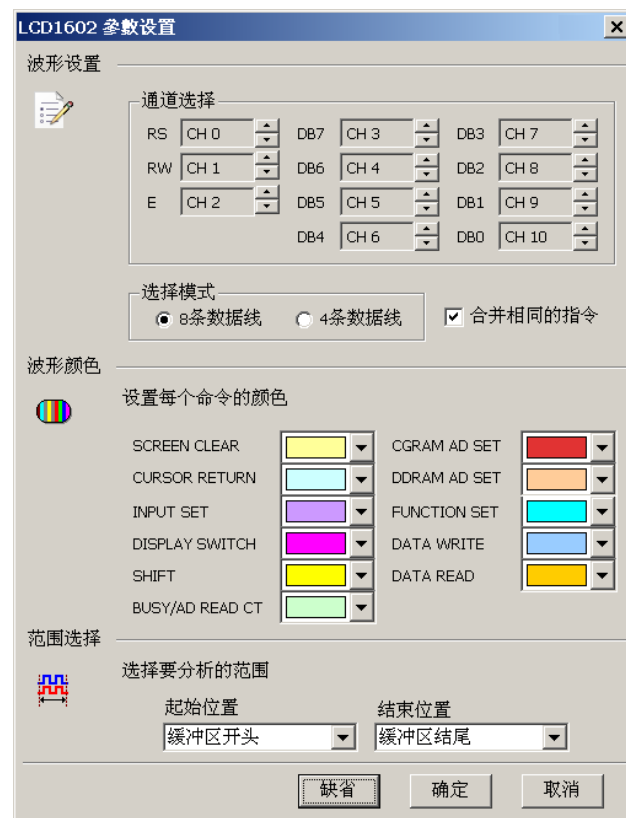 LCD1602 參數设置
波形设置
通道选择
RS CH 0 DB7 CH 3 DB3 CH 7
RW CH 1 DB6 CH 4 DB2 CH 8
E CH 2 DB5 CH 5 DB1 CH 9
DB4 CH 6 DB0 CH 10
选择模式
8条数据线 4条数据线 合并相同的指令
波形颜色
设置每个命令的颜色
SCREEN CLEAR CGRAM AD SET
CURSOR RETURN DDRAM AD SET
INPUT SET FUNCTION SET
DISPLAY SWITCH DATA WRITE
SHIFT DATA READ
BUSY/AD READ CT
范围选择
选择要分析的范围
起始位置 结束位置
缓冲区开头 缓冲区结尾
缺省 确定 取消